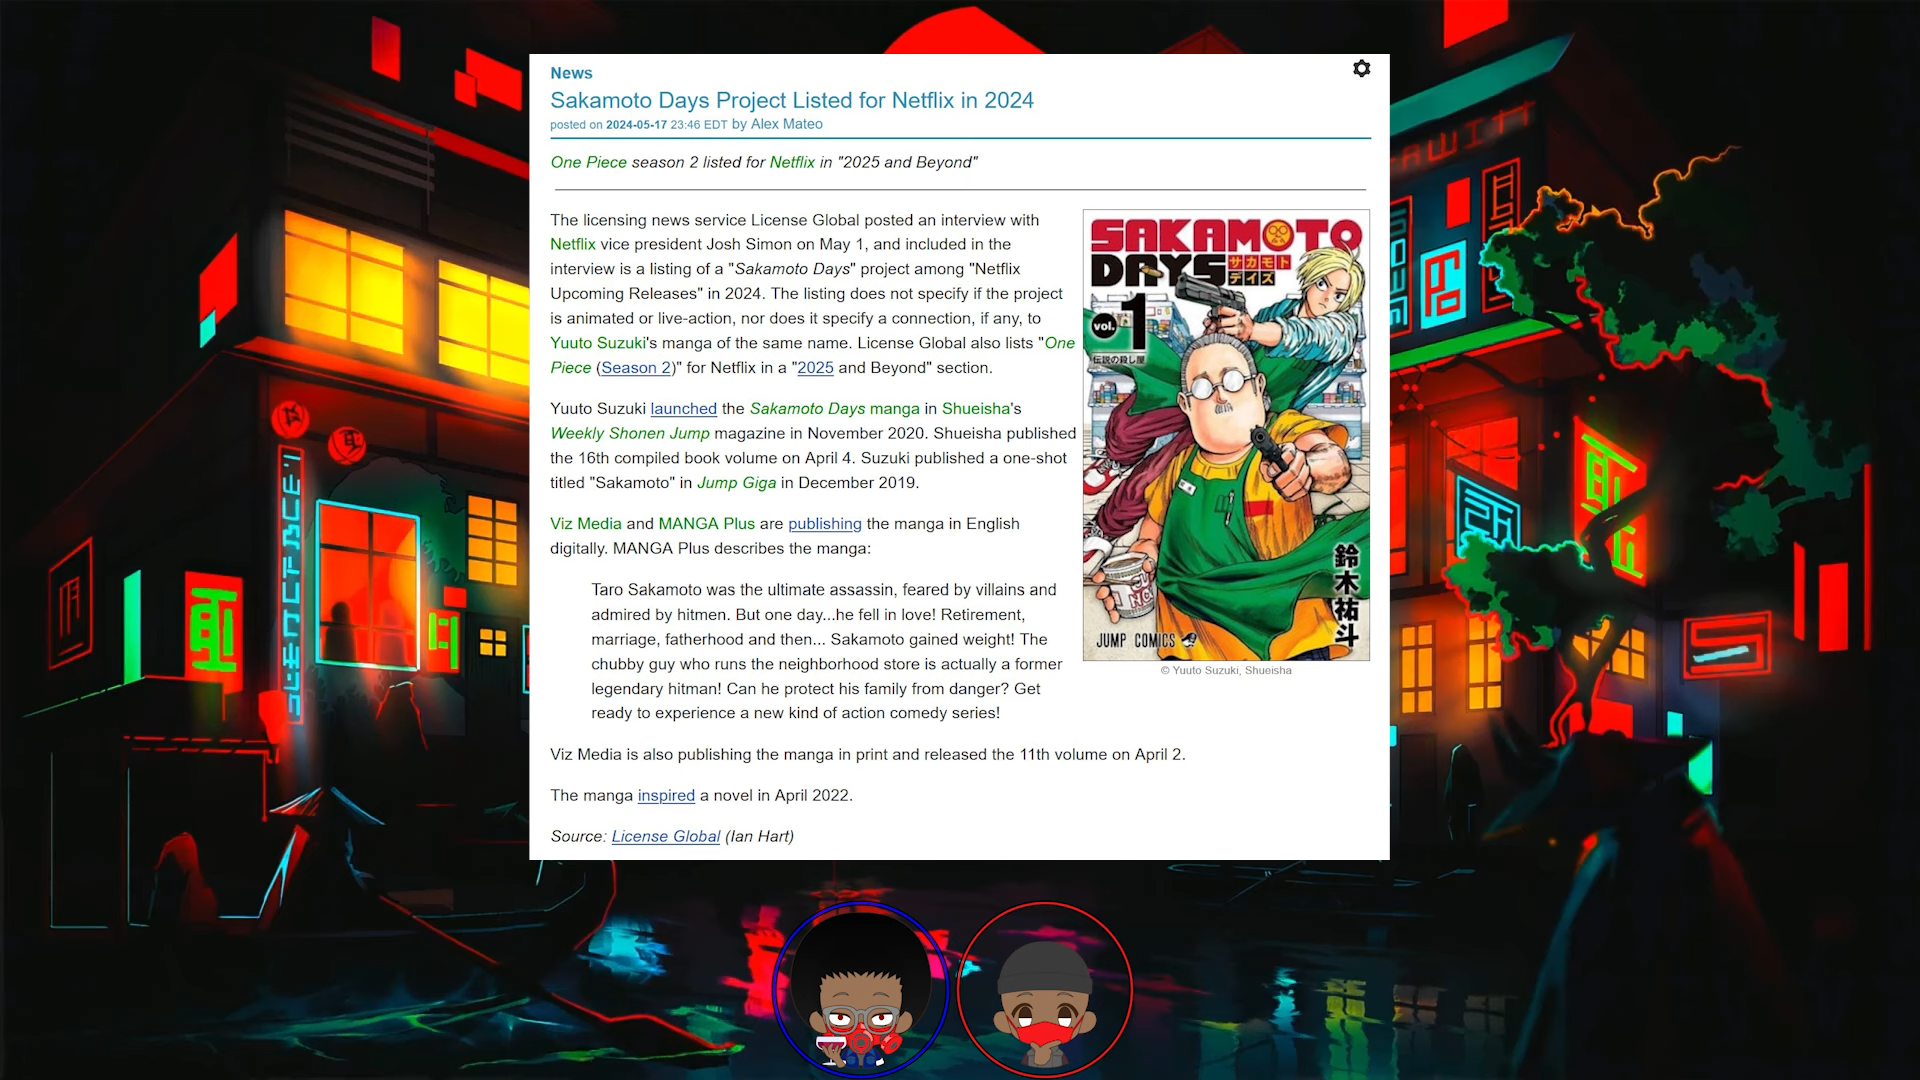 News
Sakamoto Days Project Listed for Netflix in 2024
posted on 2024-05-17 23:46 EDT by Alex Mateo
One Piece season 2 listed for Netflix in "2025 and Beyond"
The licensing news service License Global posted an interview with
Netflix vice president Josh Simon on May 1, and included in the
interview is a listing of a "Sakamoto Days" project among "Netflix
Upcoming Releases" in 2024. The listing does not specify if the project
is animated or live-action, nor does it specify a connection, if any, to
Yuuto Suzuki's manga of the same name. License Global also lists "One
Piece (Season 2)" for Netflix in a "2025 and Beyond" section.
Yuuto Suzuki launched the Sakamoto Days manga in Shueisha's
Weekly Shonen Jump magazine in November 2020. Shueisha published
the 16th compiled book volume on April 4. Suzuki published a one-shot
titled "Sakamoto" in Jump Giga in December 2019.
Viz Media and MANGA Plus are publishing the manga in English
digitally. MANGA Plus describes the manga:
Taro Sakamoto was the ultimate assassin, feared by villains and
admired by hitmen. But one day...he fell in love! Retirement,
marriage, fatherhood and then... Sakamoto gained weight! The
chubby guy who runs the neighborhood store is actually a former
legendary hitman! Can he protect his family from danger? Get
ready to experience a new kind of action comedy series!
Viz Media is also publishing the manga in print and released the 11th volume on April 2.
The manga inspired a novel in April 2022.
Source: License Global (Ian Hart)
SAKAMOTO
DAYS
サカモト
デイズ
vol.1
伝説の殺し屋
鈴木祐斗
JUMP COMICS
© Yuuto Suzuki, Shueisha